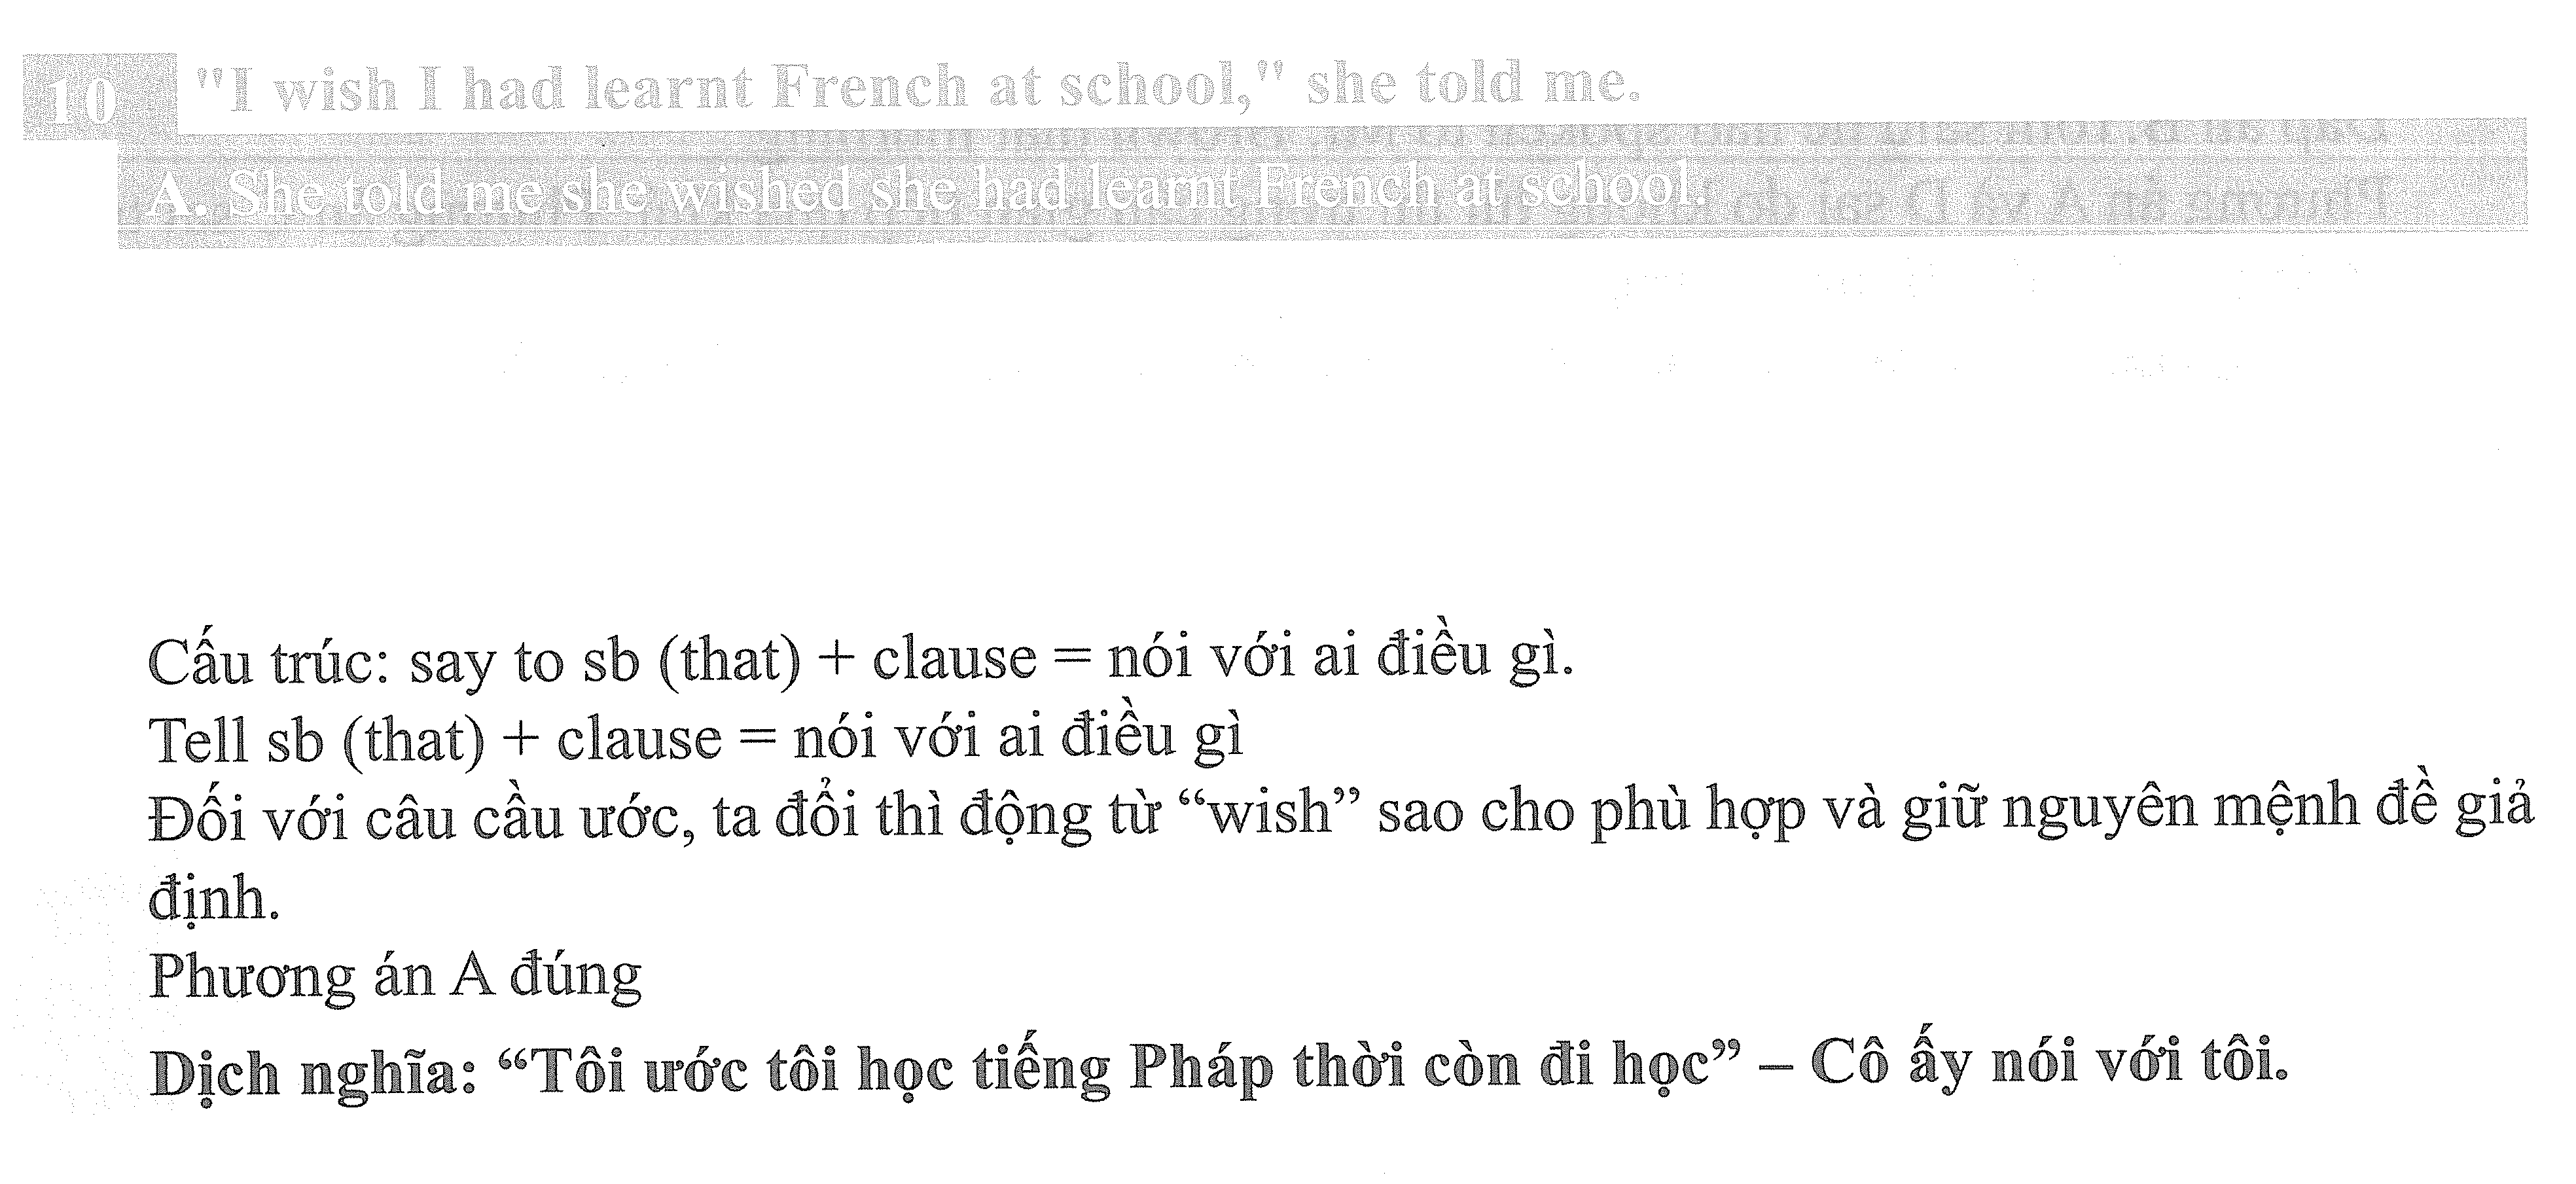 10 "I wish I had learnt French at school," she told me.
A. She told me she wished she had learnt French at school.
Cấu trúc: say to sb (that) + clause = nói với ai điều gì.
Tell sb (that) + clause = nói với ai điều gì
Đối với câu cầu ước, ta đổi thì động từ “wish” sao cho phù hợp và giữ nguyên mệnh đề giả
định.
Phương án A đúng
Dịch nghĩa: “Tôi ước tôi học tiếng Pháp thời còn đi học” – Cô ấy nói với tôi.